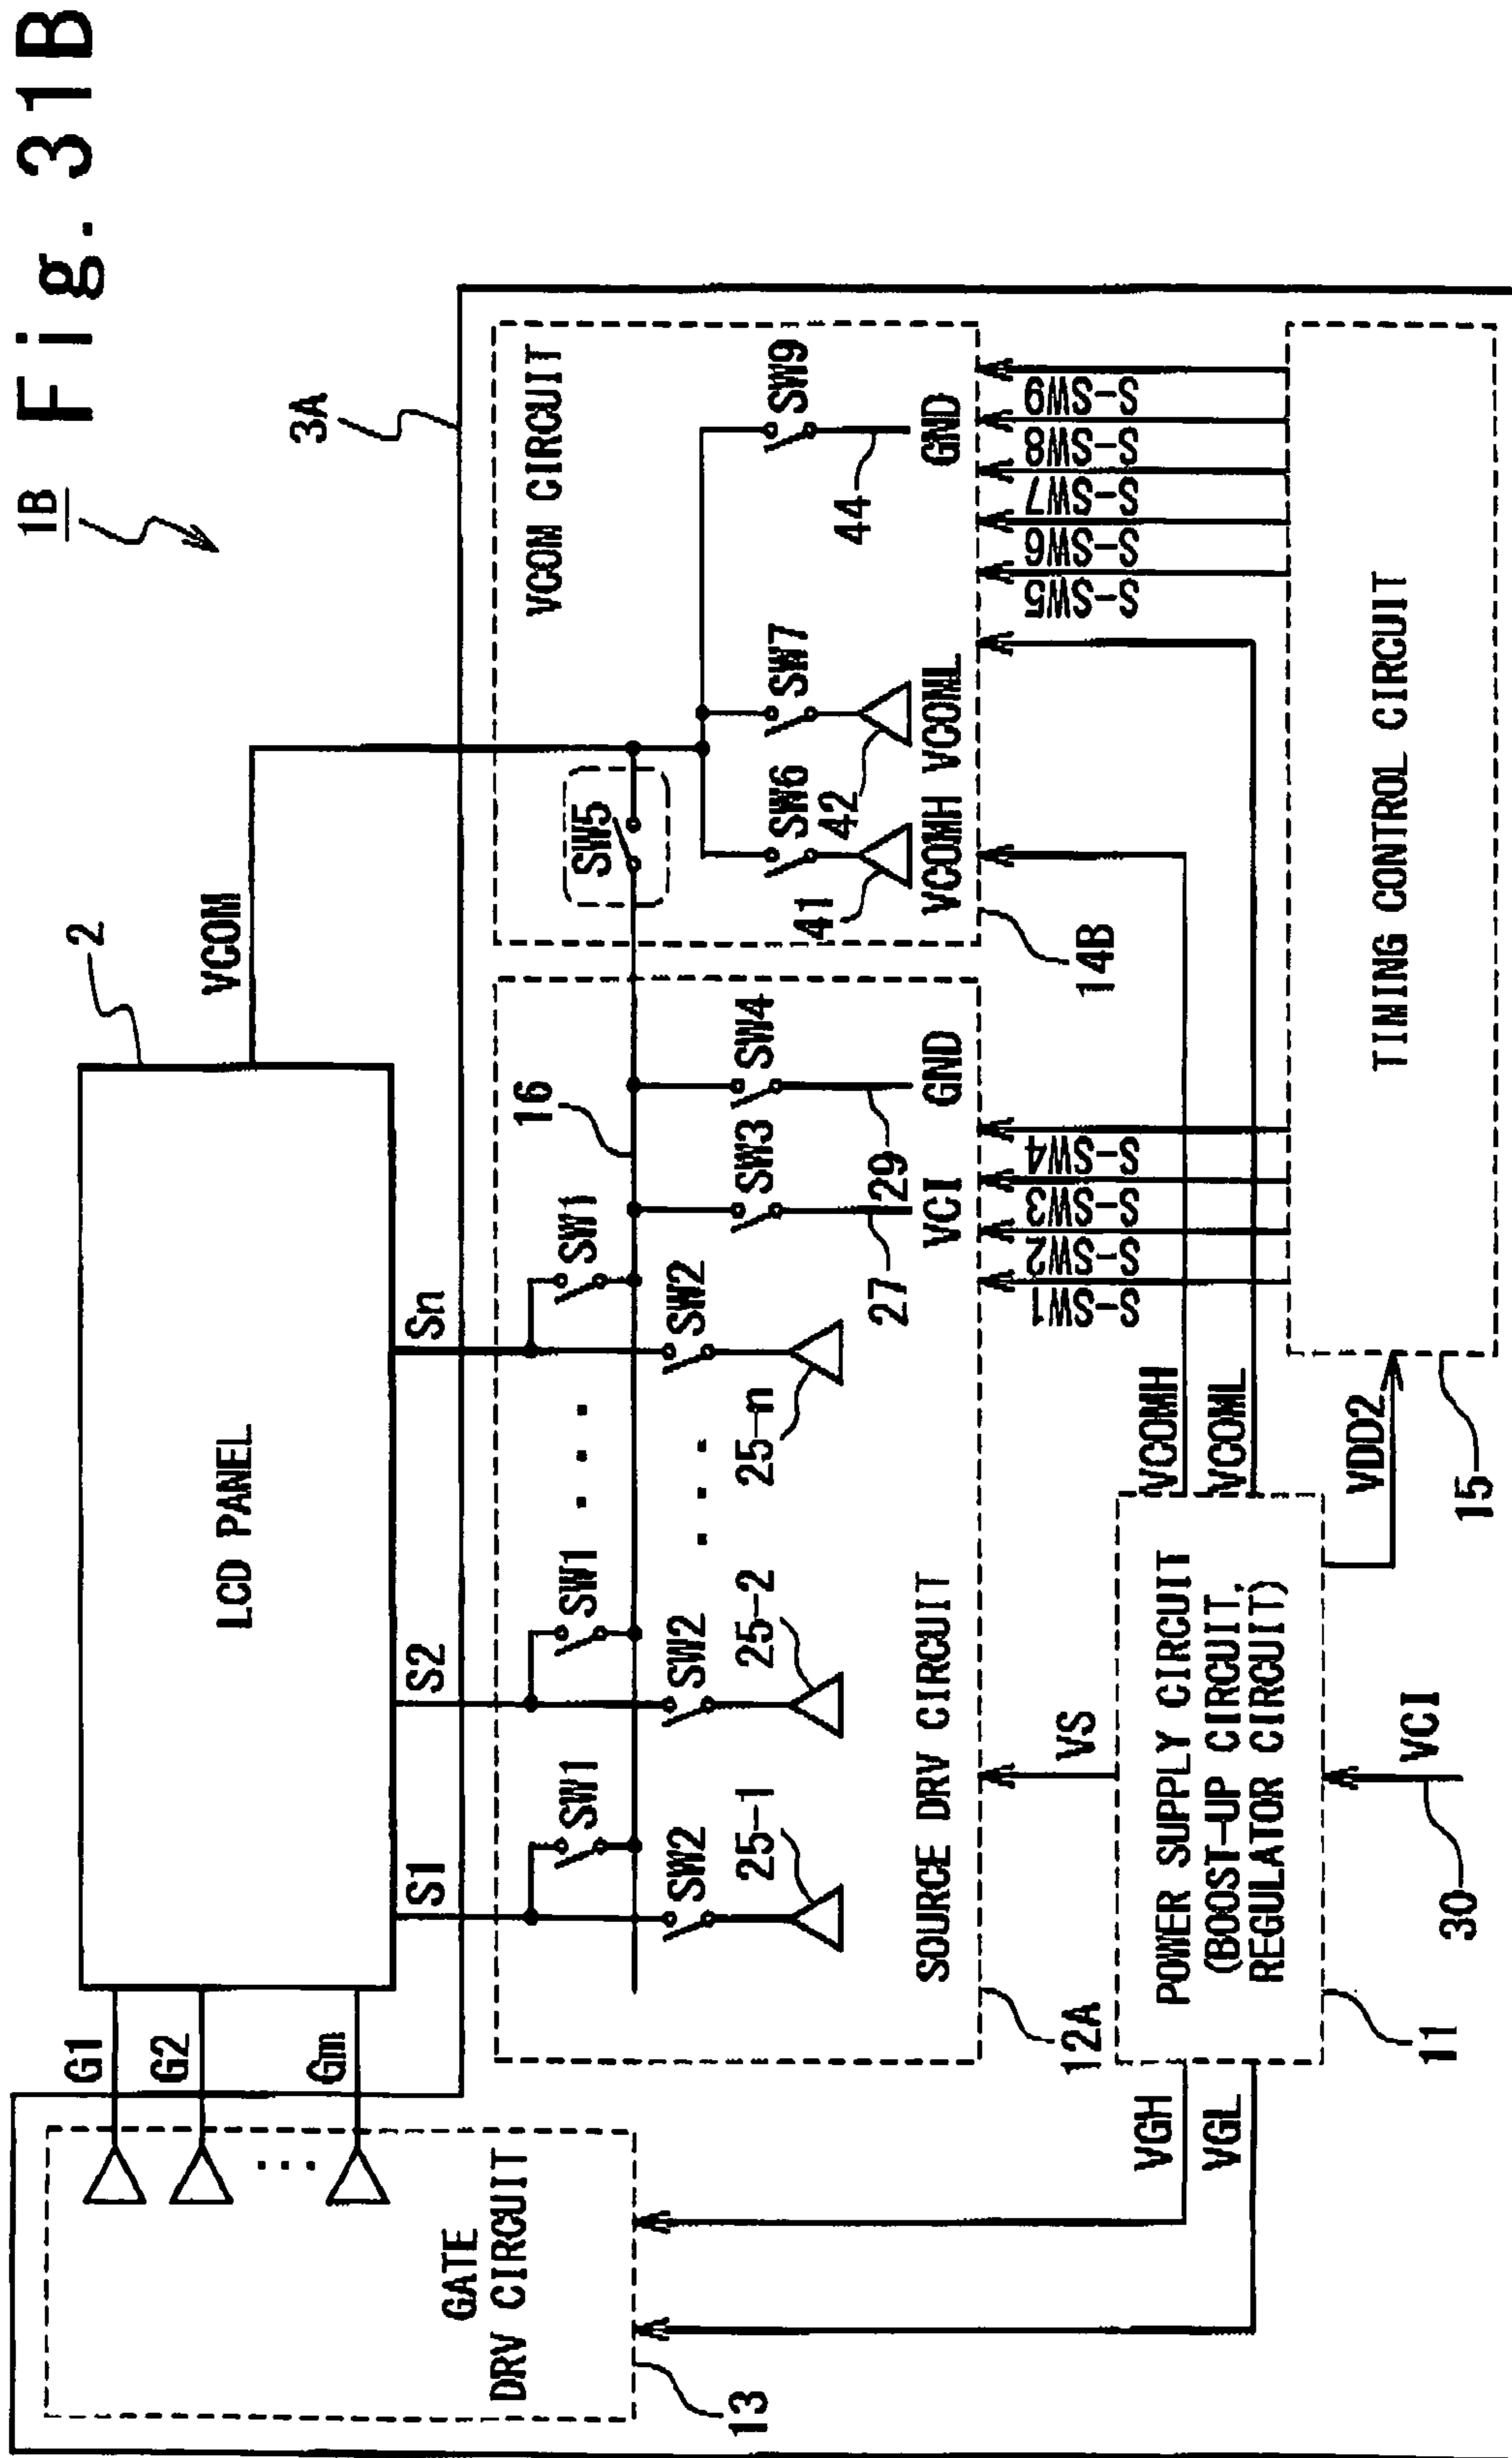 Fig. 31B
1B
3A
2
VCOM
LCD PANEL
G1
G2
Gm
S1
S2
Sn
GATE
DRV CIRCUIT
13
SW1
SW1
SW1
16
SW2
SW2
SW2
SW3
SW4
25-1
25-2
25-n
27
29
VCI
GND
SOURCE DRV CIRCUIT
12A
VCOM CIRCUIT
SW5
SW6
SW7
SW9
41
42
44
VCOMH
VCOML
GND
14B
S-SW1
S-SW2
S-SW3
S-SW4
S-SW5
S-SW6
S-SW7
S-SW8
S-SW9
VGH
VGL
VS
VCOMH
VCOML
POWER SUPPLY CIRCUIT
(BOOST-UP CIRCUIT,
REGULATOR CIRCUIT)
11
VCI
30
VDD2
TIMING CONTROL CIRCUIT
15